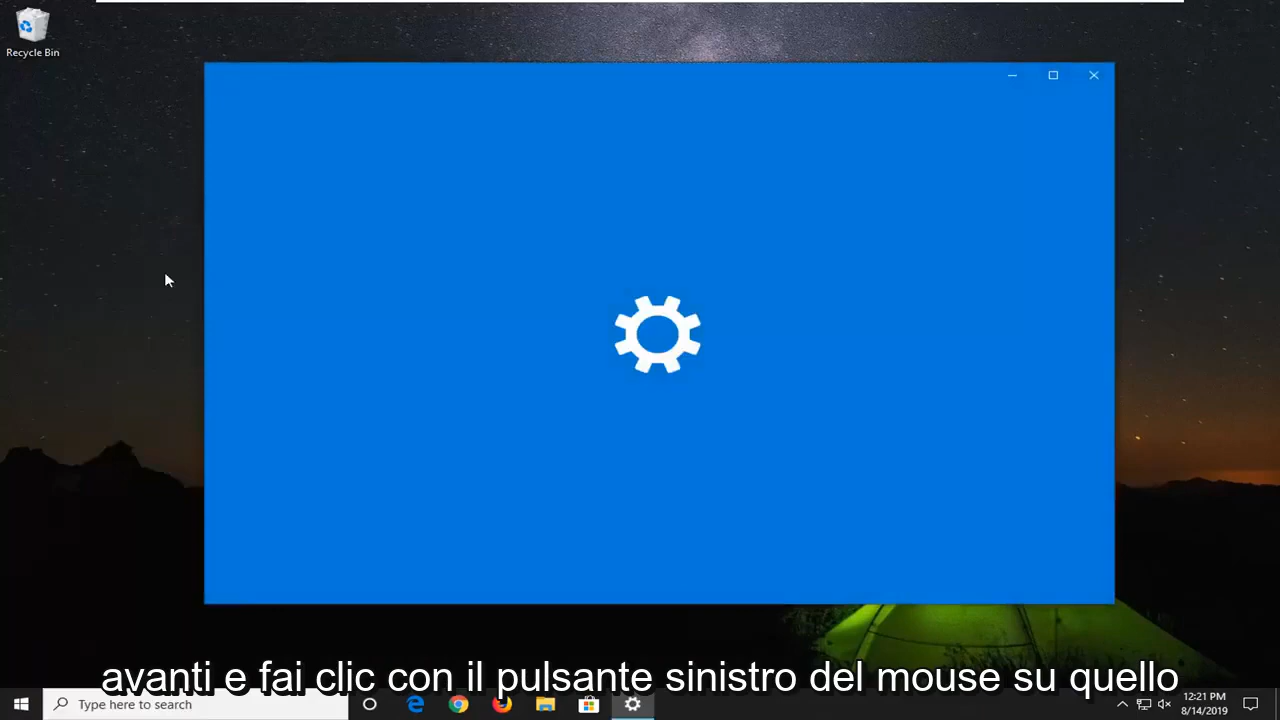 Recycle Bin
avanti e fai clic con il pulsante sinistro del mouse su quello
Type here to search
12:21 PM
8/14/2019